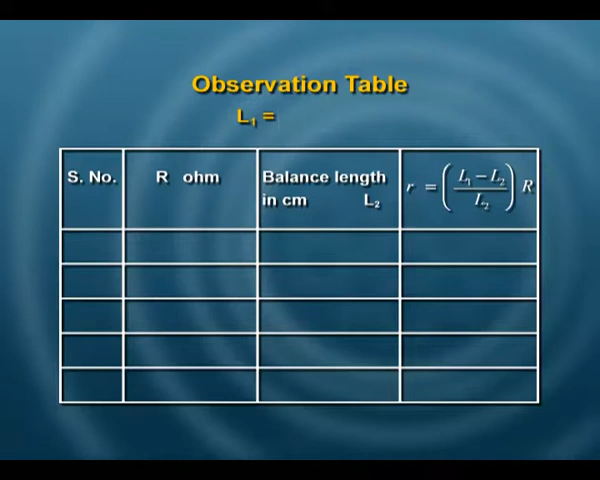 Observation Table
L₁ =
S. No.
R ohm
Balance length
in cm L₂
r = ( (L₁ − L₂) / L₂ ) R